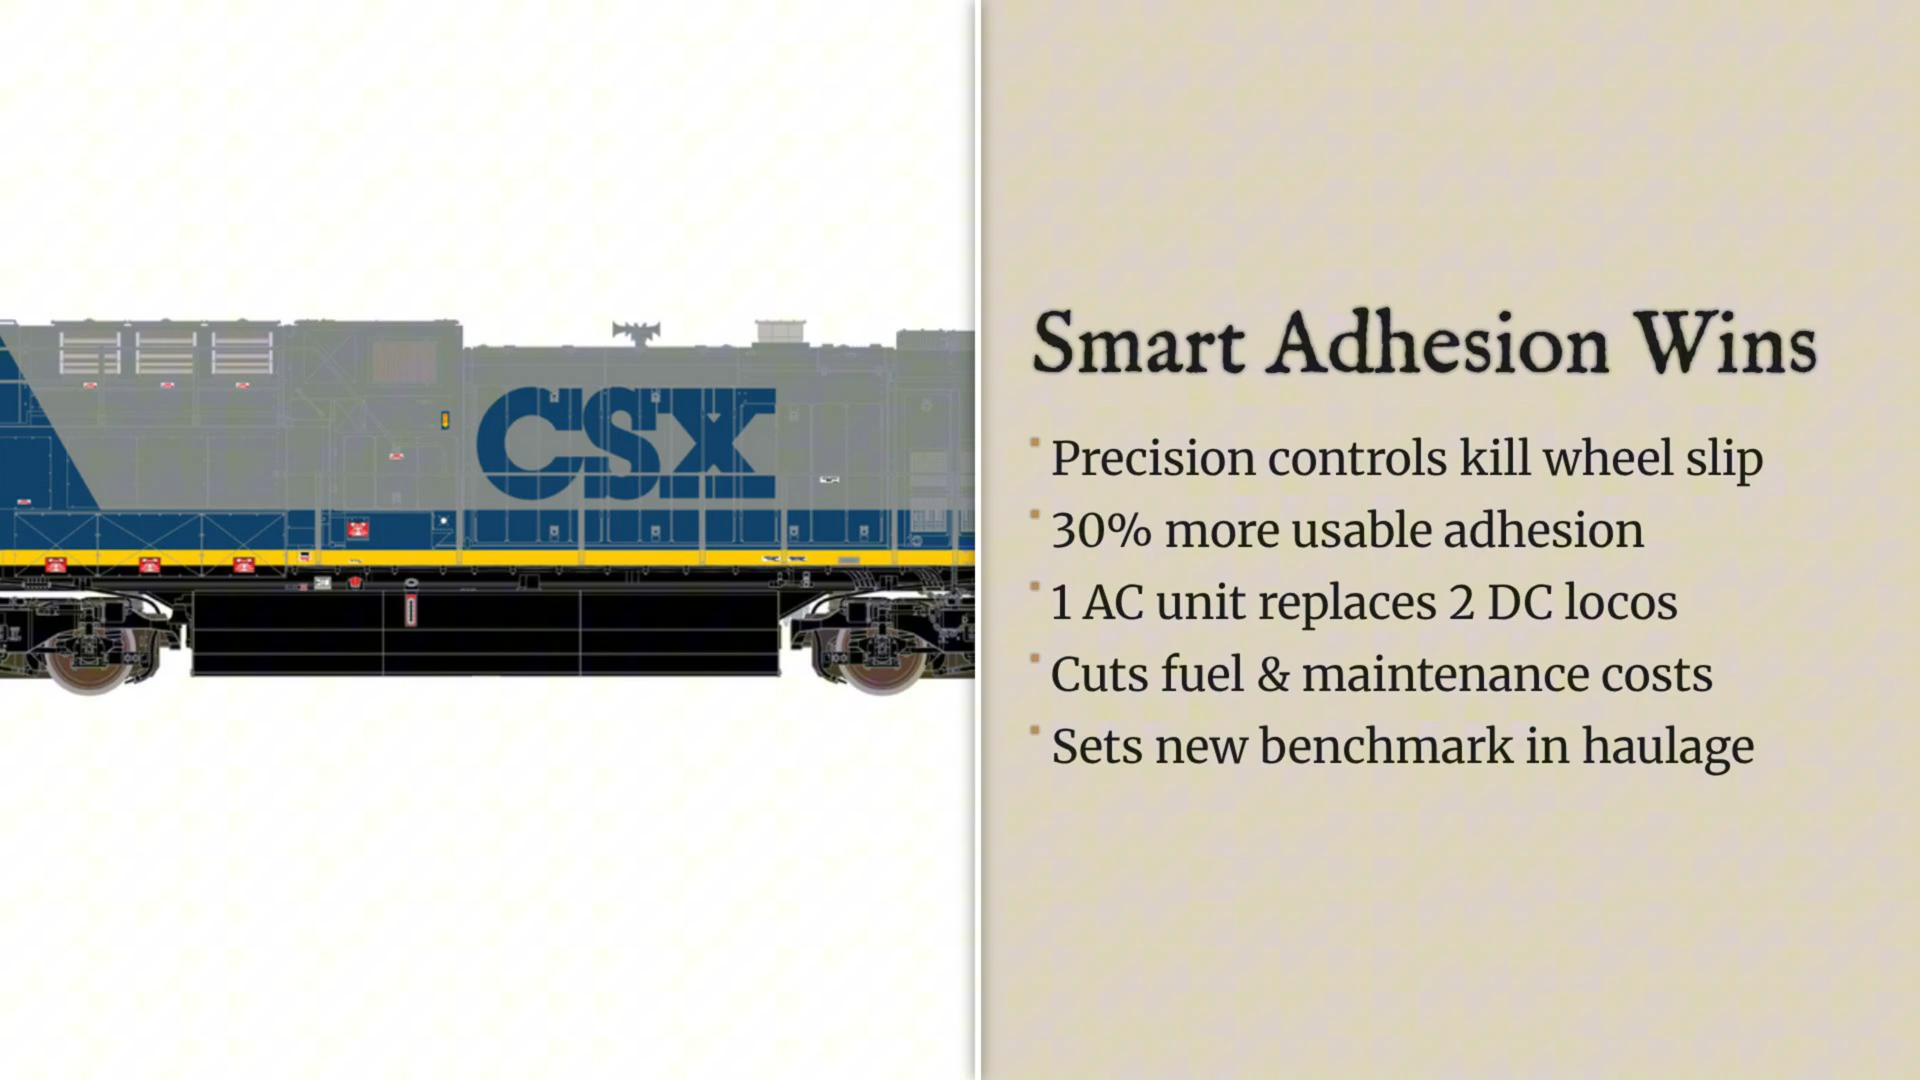 CSX
Smart Adhesion Wins
Precision controls kill wheel slip
30% more usable adhesion
1 AC unit replaces 2 DC locos
Cuts fuel & maintenance costs
Sets new benchmark in haulage